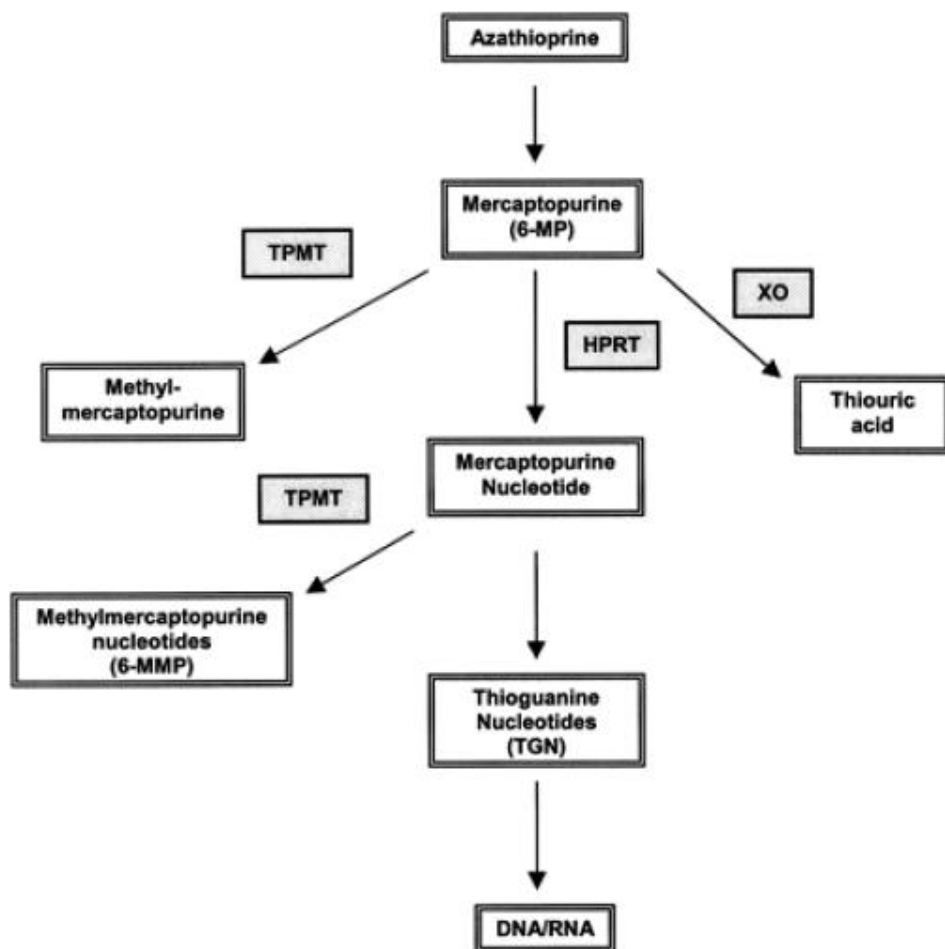 Azathioprine
Mercaptopurine
(6-MP)
TPMT
XO
HPRT
Methyl-
mercaptopurine
Thiouric
acid
Mercaptopurine
Nucleotide
TPMT
Methylmercaptopurine
nucleotides
(6-MMP)
Thioguanine
Nucleotides
(TGN)
DNA/RNA